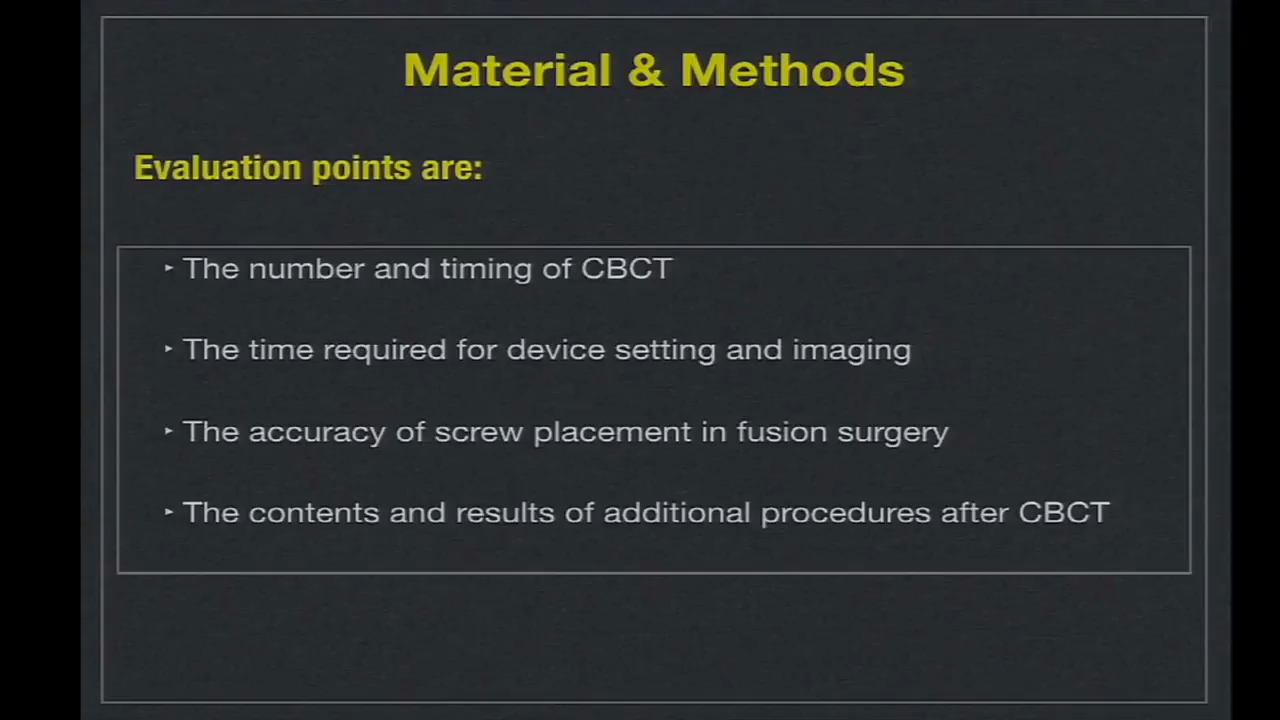 Material & Methods
Evaluation points are:
‣ The number and timing of CBCT
‣ The time required for device setting and imaging
‣ The accuracy of screw placement in fusion surgery
‣ The contents and results of additional procedures after CBCT